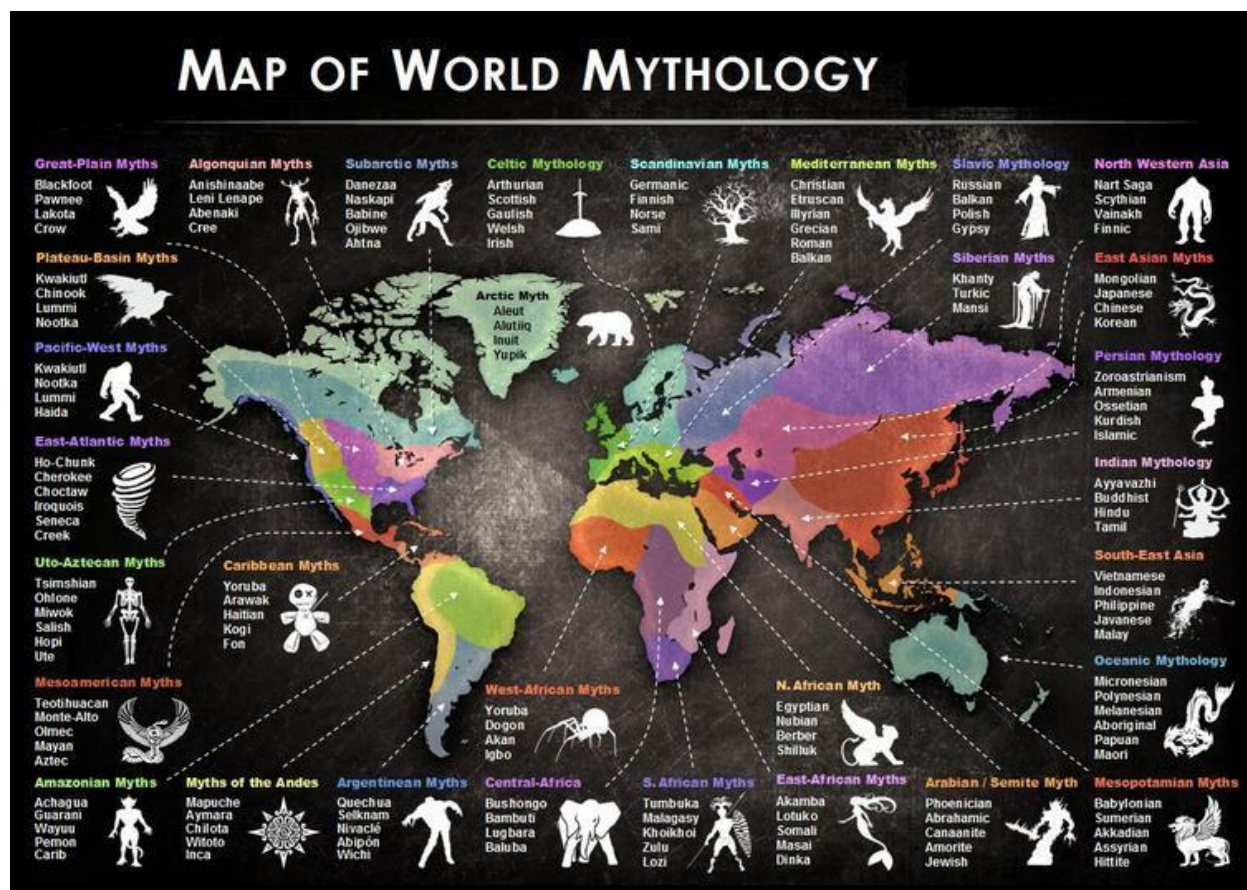 MAP OF WORLD MYTHOLOGY
Great-Plain Myths
Blackfoot
Pawnee
Lakota
Crow
Algonquian Myths
Anishinaabe
Leni Lenape
Abenaki
Cree
Subarctic Myths
Danezaa
Naskapi
Babine
Ojibwe
Ahtna
Celtic Mythology
Arthurian
Scottish
Gaulish
Welsh
Irish
Scandinavian Myths
Germanic
Finnish
Norse
Sami
Mediterranean Myths
Christian
Etruscan
Illyrian
Grecian
Roman
Balkan
Slavic Mythology
Russian
Balkan
Polish
Gypsy
North Western Asia
Nart Saga
Scythian
Vainakh
Finnic
Plateau-Basin Myths
Kwakiutl
Chinook
Lummi
Nootka
Arctic Myth
Aleut
Alutiiq
Inuit
Yupik
Siberian Myths
Khanty
Turkic
Mansi
East Asian Myths
Mongolian
Japanese
Chinese
Korean
Pacific-West Myths
Kwakiutl
Nootka
Lummi
Haida
Persian Mythology
Zoroastrianism
Armenian
Ossetian
Kurdish
Islamic
East-Atlantic Myths
Ho-Chunk
Cherokee
Choctaw
Iroquois
Seneca
Creek
Indian Mythology
Ayyavazhi
Buddhist
Hindu
Tamil
Uto-Aztecan Myths
Tsimshian
Ohlone
Miwok
Salish
Hopi
Ute
Caribbean Myths
Yoruba
Arawak
Haitian
Kogi
Fon
South-East Asia
Vietnamese
Indonesian
Philippine
Javanese
Malay
Mesoamerican Myths
Teotihuacan
Monte-Alto
Olmec
Mayan
Aztec
West-African Myths
Yoruba
Dogon
Akan
Igbo
N. African Myth
Egyptian
Nubian
Berber
Shilluk
Oceanic Mythology
Micronesian
Polynesian
Melanesian
Aboriginal
Papuan
Maori
Amazonian Myths
Achagua
Guarani
Wayuu
Pemon
Carib
Myths of the Andes
Mapuche
Aymara
Chilota
Witoto
Inca
Argentinean Myths
Quechua
Selknam
Nivaclé
Abipón
Wichi
Central-Africa
Bushongo
Bambuti
Lugbara
Baluba
S. African Myths
Tumbuka
Malagasy
Khoikhoi
Zulu
Lozi
East-African Myths
Akamba
Lotuko
Somali
Masai
Dinka
Arabian / Semite Myth
Phoenician
Abrahamic
Canaanite
Amorite
Jewish
Mesopotamian Myths
Babylonian
Sumerian
Akkadian
Assyrian
Hittite